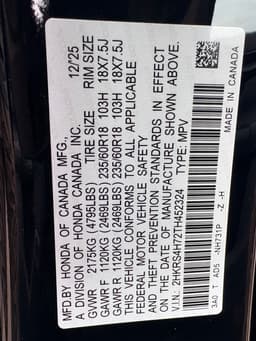 MFD.BY HONDA OF CANADA MFG., 12/25
A DIVISION OF HONDA CANADA INC.
TIRE SIZE RIM SIZE
GVWR 2175KG (4795LBS)
GAWR F 1120KG (2469LBS) 235/60R18 103H 18X7.5J
GAWR R 1120KG (2469LBS) 235/60R18 103H 18X7.5J
THIS VEHICLE CONFORMS TO ALL APPLICABLE
FEDERAL MOTOR VEHICLE SAFETY
AND THEFT PREVENTION STANDARDS IN EFFECT
ON THE DATE OF MANUFACTURE SHOWN ABOVE.
V.I.N.: 2HKRS4H72TH452324 TYPE: MPV
3A0 T AD5 -NH731P -Z -H
MADE IN CANADA